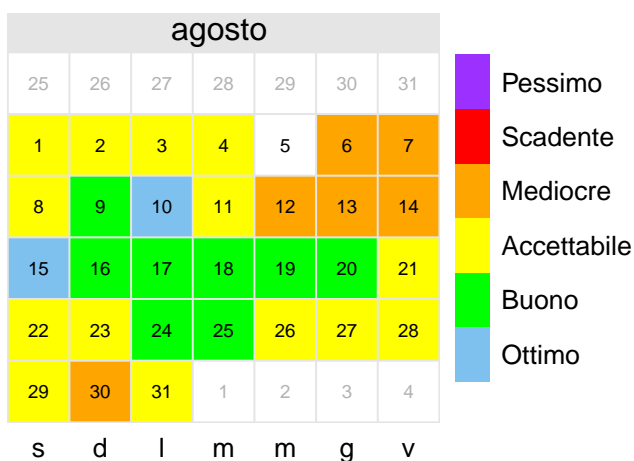 agosto
25 26 27 28 29 30 31
1 2 3 4 5 6 7
8 9 10 11 12 13 14
15 16 17 18 19 20 21
22 23 24 25 26 27 28
29 30 31 1 2 3 4
s d l m m g v
Pessimo
Scadente
Mediocre
Accettabile
Buono
Ottimo